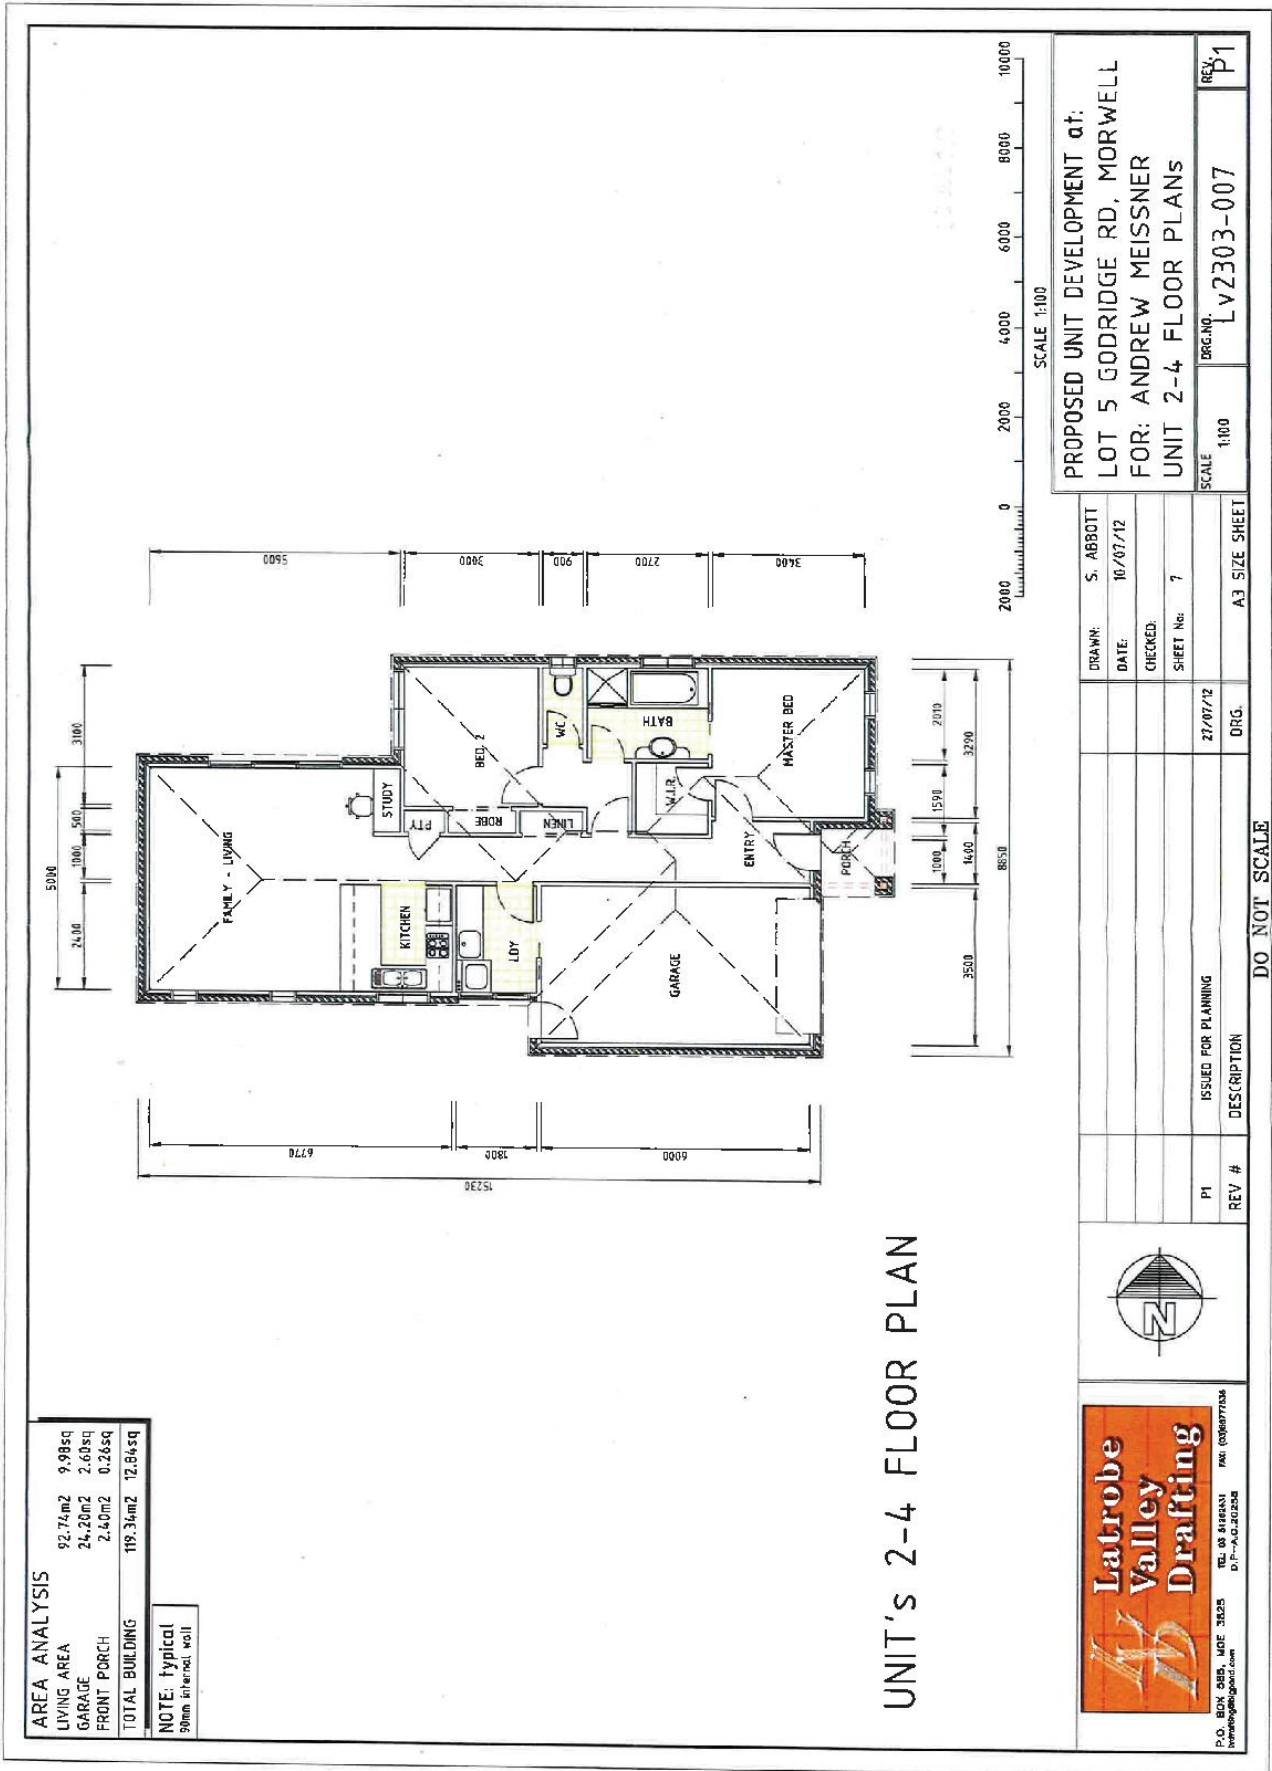 AREA ANALYSIS
LIVING AREA 92.74m2 9.98sq
GARAGE 24.20m2 2.60sq
FRONT PORCH 2.40m2 0.26sq
TOTAL BUILDING 119.34m2 12.84sq
NOTE: typical
90mm internal wall
5000
2400 1000 500 3100
15230
6770
1800
6000
5600
3000
900
2700
3400
FAMILY - LIVING
STUDY
KITCHEN
PTY
ROBE
BED. 2
LINEN
WC
LDY
BATH
W.I.R.
GARAGE
ENTRY
MASTER BED
PORCH
1000 1590 2010
3500 1400 3290
8850
UNIT's 2-4 FLOOR PLAN
2000 0 2000 4000 6000 8000 10000
SCALE 1:100
Latrobe
Valley
Drafting
P.O. BOX 585, MOE 3825
N
P1 ISSUED FOR PLANNING 27/07/12
REV # DESCRIPTION DRG.
DRAWN: S. ABBOTT
DATE: 10/07/12
CHECKED:
SHEET No: 7
A3 SIZE SHEET
PROPOSED UNIT DEVELOPMENT at:
LOT 5 GODRIDGE RD, MORWELL
FOR: ANDREW MEISSNER
UNIT 2-4 FLOOR PLANs
SCALE 1:100
DRG.NO. Lv2303-007
REV. P1
DO NOT SCALE